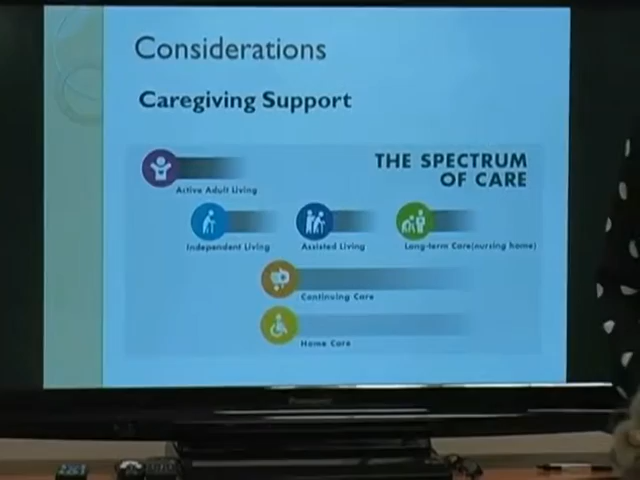 Considerations
Caregiving Support
THE SPECTRUM
OF CARE
Active Adult Living
Independent Living
Assisted Living
Long-term Care(nursing home)
Continuing Care
Home Care